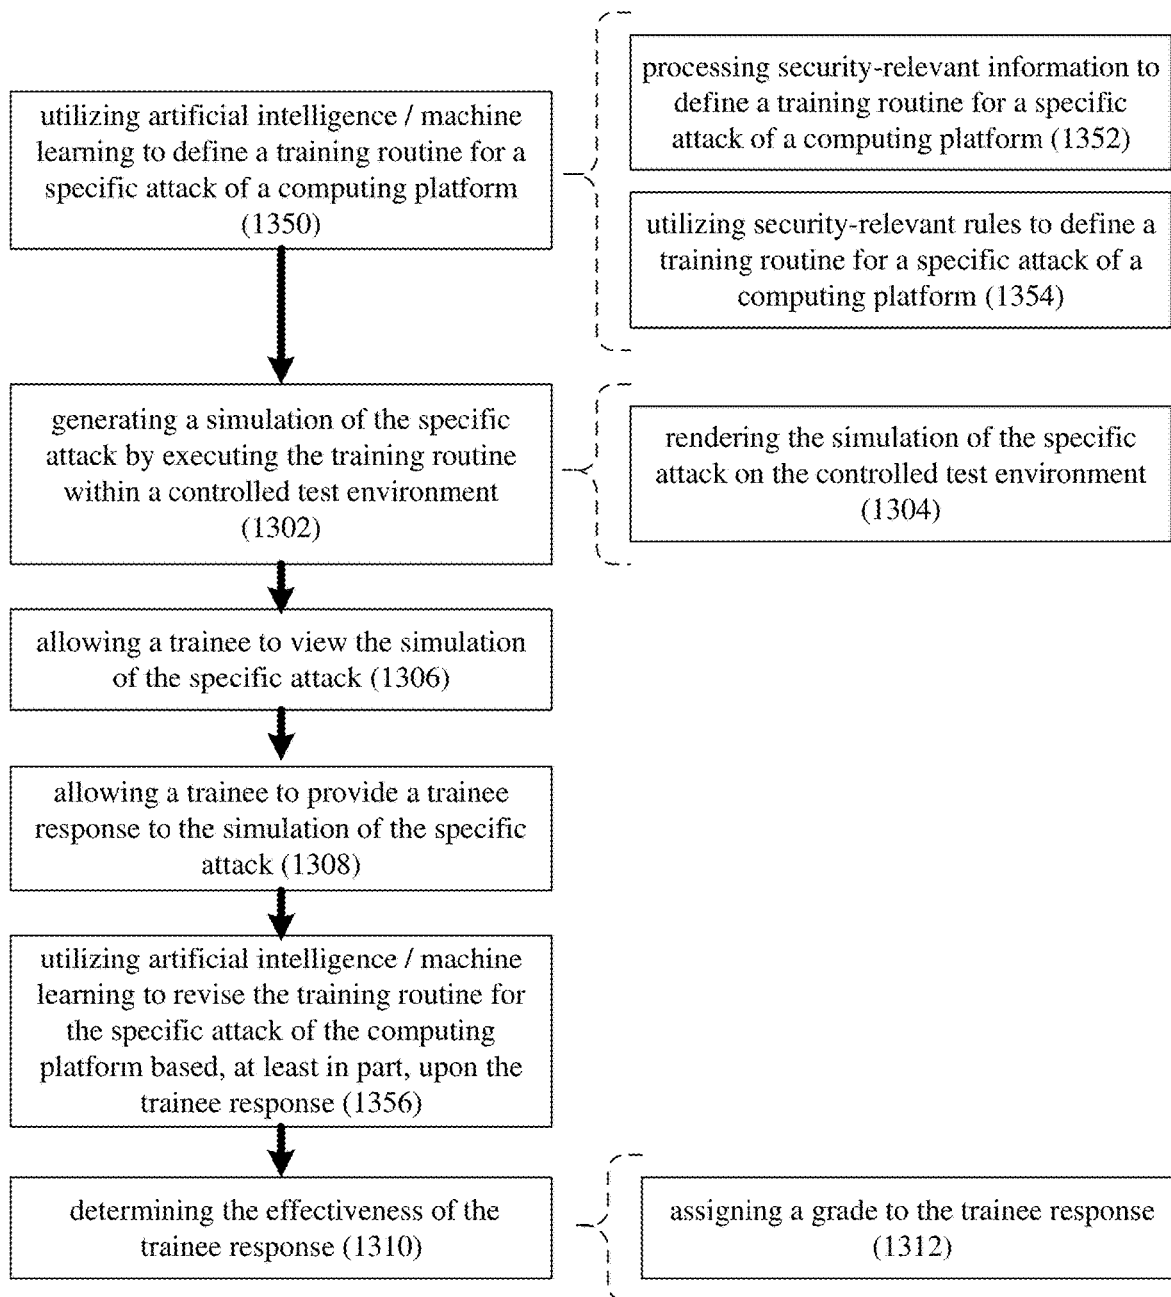 utilizing artificial intelligence / machine
learning to define a training routine for a
specific attack of a computing platform
(1350)
processing security-relevant information to
define a training routine for a specific
attack of a computing platform (1352)
utilizing security-relevant rules to define a
training routine for a specific attack of a
computing platform (1354)
generating a simulation of the specific
attack by executing the training routine
within a controlled test environment
(1302)
rendering the simulation of the specific
attack on the controlled test environment
(1304)
allowing a trainee to view the simulation
of the specific attack (1306)
allowing a trainee to provide a trainee
response to the simulation of the specific
attack (1308)
utilizing artificial intelligence / machine
learning to revise the training routine for
the specific attack of the computing
platform based, at least in part, upon the
trainee response (1356)
determining the effectiveness of the
trainee response (1310)
assigning a grade to the trainee response
(1312)